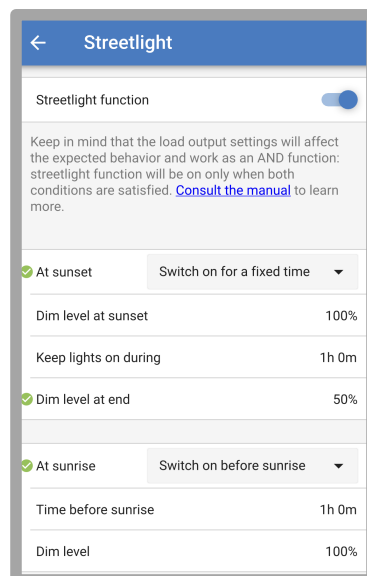 Streetlight
Streetlight function
Keep in mind that the load output settings will affect
the expected behavior and work as an AND function:
streetlight function will be on only when both
conditions are satisfied. Consult the manual to learn
more.
At sunset Switch on for a fixed time
Dim level at sunset 100%
Keep lights on during 1h 0m
Dim level at end 50%
At sunrise Switch on before sunrise
Time before sunrise 1h 0m
Dim level 100%